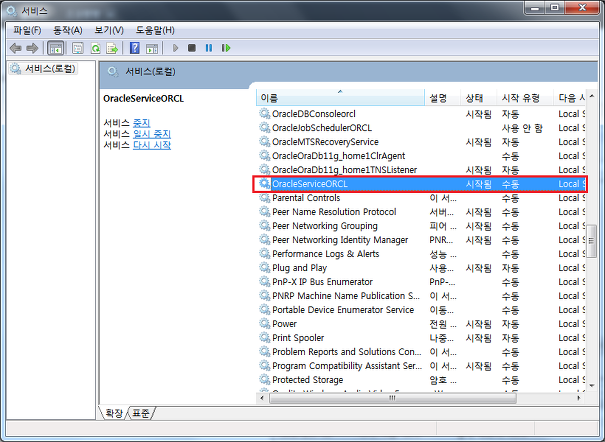 서비스
파일(F) 동작(A) 보기(V) 도움말(H)
서비스(로컬)
서비스(로컬)
OracleServiceORCL
서비스 중지
서비스 일시 중지
서비스 다시 시작
이름 설명 상태 시작 유형 다음 사
OracleDBConsoleorcl 시작됨 자동 Local S
OracleJobSchedulerORCL 사용 안 함 Local S
OracleMTSRecoveryService 시작됨 자동 Local S
OracleOraDb11g_home1ClrAgent 수동 Local S
OracleOraDb11g_home1TNSListener 시작됨 자동 Local S
OracleServiceORCL 시작됨 수동 Local S
Parental Controls 이 서... 수동 Local S
Peer Name Resolution Protocol 서버... 시작됨 수동 Local S
Peer Networking Grouping 피어 ... 시작됨 수동 Local S
Peer Networking Identity Manager PNR... 시작됨 수동 Local S
Performance Logs & Alerts 성능 ... 수동 Local S
Plug and Play 사용... 시작됨 자동 Local S
PnP-X IP Bus Enumerator PnP-... 수동 Local S
PNRP Machine Name Publication S... 이 서... 수동 Local S
Portable Device Enumerator Service 이동... 수동 Local S
Power 전원 ... 시작됨 자동 Local S
Print Spooler 나중... 시작됨 자동 Local S
Problem Reports and Solutions Con... 이 서... 수동 Local S
Program Compatibility Assistant Ser... 이 서... 시작됨 수동 Local S
Protected Storage 암호 ... 수동 Local S
확장 표준